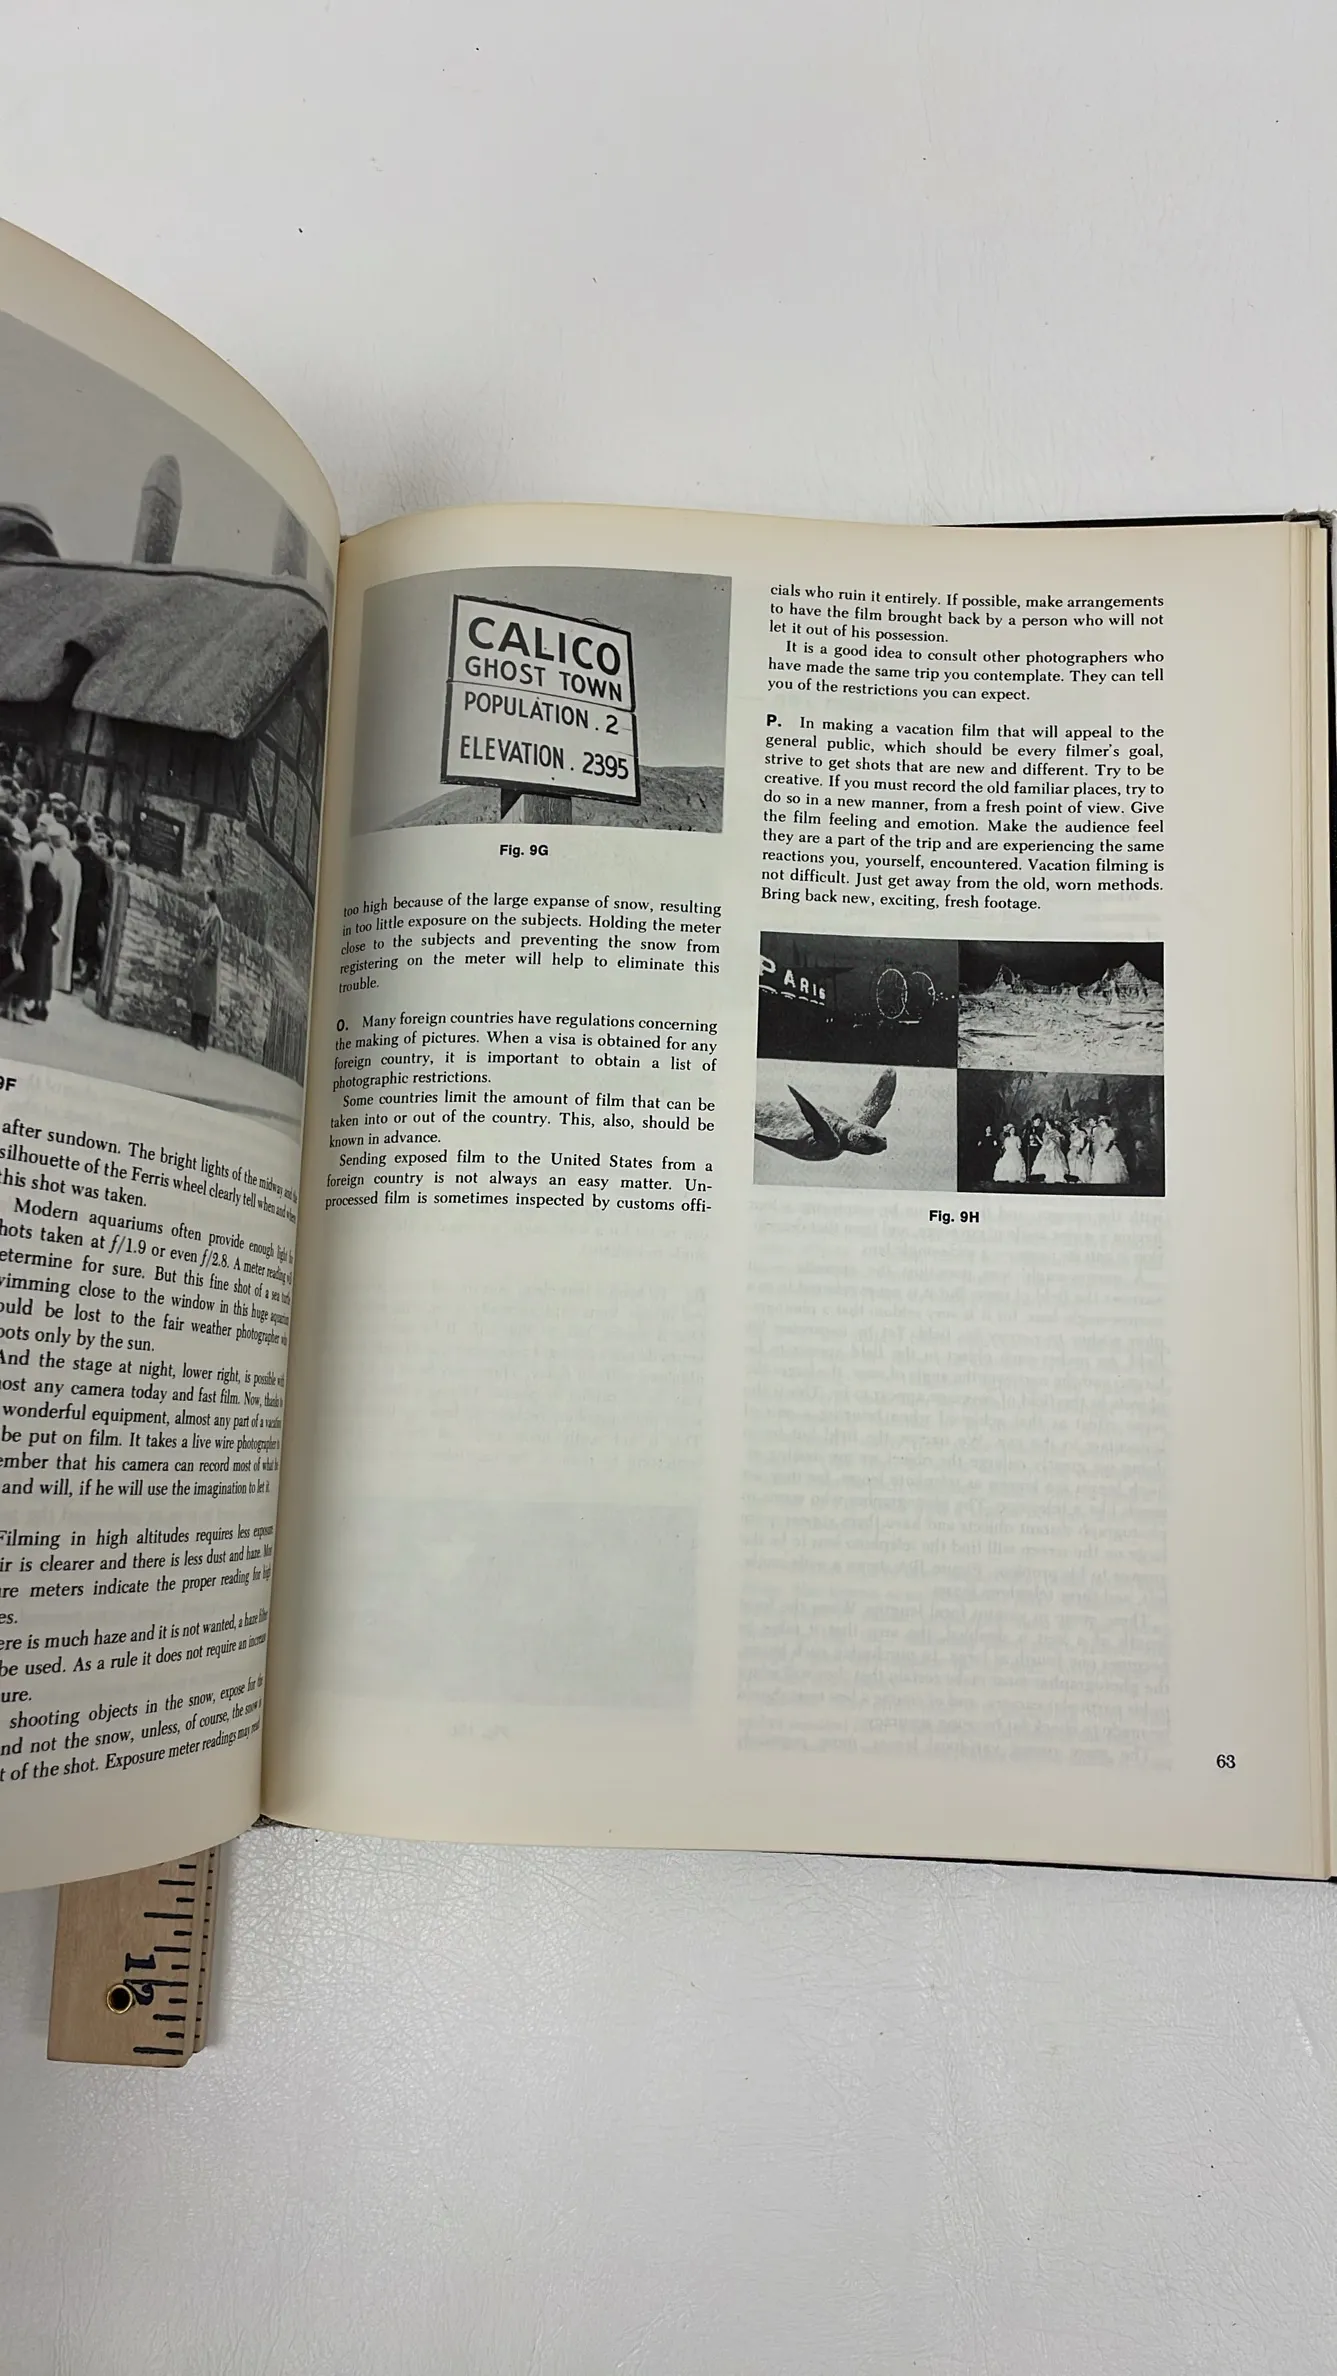 9F
after sundown. The bright lights of the midway and the
silhouette of the Ferris wheel clearly tell when and where
this shot was taken.
Modern aquariums often provide enough light for
shots taken at f/1.9 or even f/2.8. A meter reading will
determine for sure. But this fine shot of a sea turtle
swimming close to the window in this huge aquarium
would be lost to the fair weather photographer who
shoots only by the sun.
And the stage at night, lower right, is possible with
most any camera today and fast film. Now, thanks to
wonderful equipment, almost any part of a vacation
be put on film. It takes a live wire photographer to
remember that his camera can record most of what he
and will, if he will use the imagination to let it.
Filming in high altitudes requires less exposure
air is clearer and there is less dust and haze. Most
meters indicate the proper reading for high
there is much haze and it is not wanted, a haze filter
be used. As a rule it does not require an increase
shooting objects in the snow, expose for the
and not the snow, unless, of course, the snow is
of the shot. Exposure meter readings may read
CALICO
GHOST TOWN
POPULATION . 2
ELEVATION . 2395
Fig. 9G
too high because of the large expanse of snow, resulting
in too little exposure on the subjects. Holding the meter
close to the subjects and preventing the snow from
registering on the meter will help to eliminate this
trouble.
O. Many foreign countries have regulations concerning
the making of pictures. When a visa is obtained for any
foreign country, it is important to obtain a list of
photographic restrictions.
Some countries limit the amount of film that can be
taken into or out of the country. This, also, should be
known in advance.
Sending exposed film to the United States from a
foreign country is not always an easy matter. Un-
processed film is sometimes inspected by customs offi-
cials who ruin it entirely. If possible, make arrangements
to have the film brought back by a person who will not
let it out of his possession.
It is a good idea to consult other photographers who
have made the same trip you contemplate. They can tell
you of the restrictions you can expect.
P. In making a vacation film that will appeal to the
general public, which should be every filmer's goal,
strive to get shots that are new and different. Try to be
creative. If you must record the old familiar places, try to
do so in a new manner, from a fresh point of view. Give
the film feeling and emotion. Make the audience feel
they are a part of the trip and are experiencing the same
reactions you, yourself, encountered. Vacation filming is
not difficult. Just get away from the old, worn methods.
Bring back new, exciting, fresh footage.
PARIS
Fig. 9H
63
12